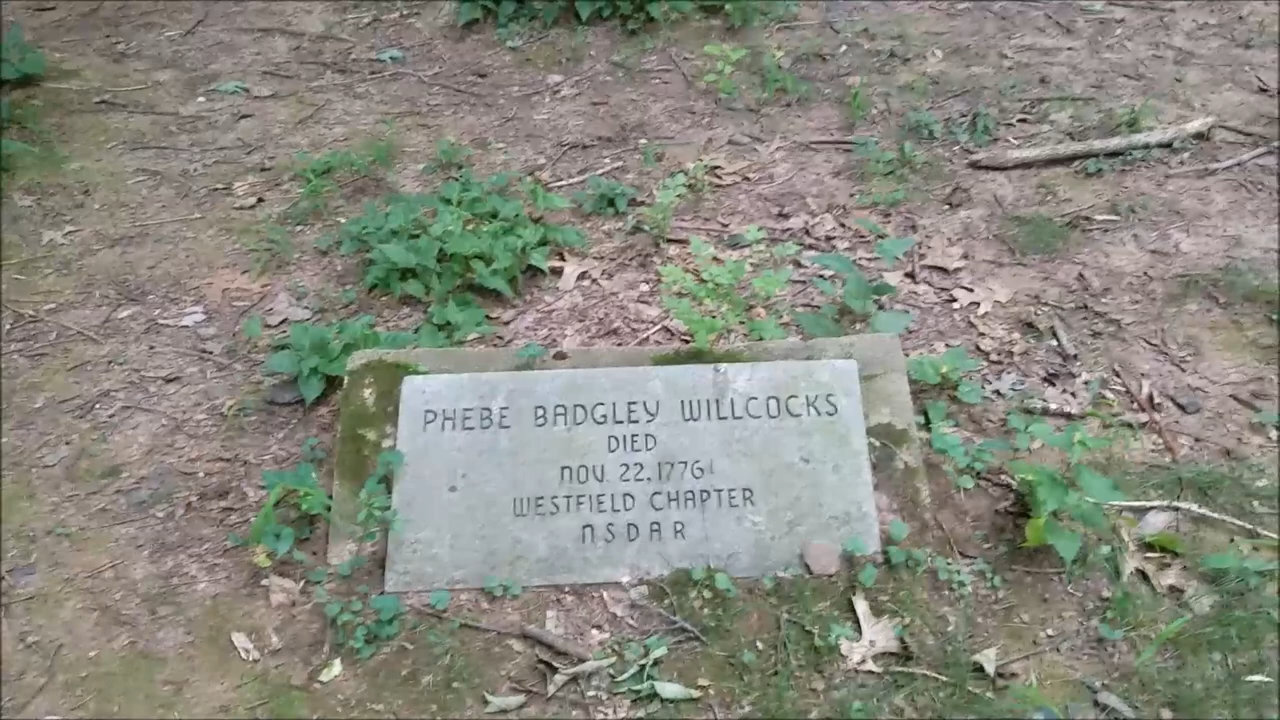 PHEBE BADGLEY WILLCOCKS
DIED
NOV. 22, 1776
WESTFIELD CHAPTER
NSDAR